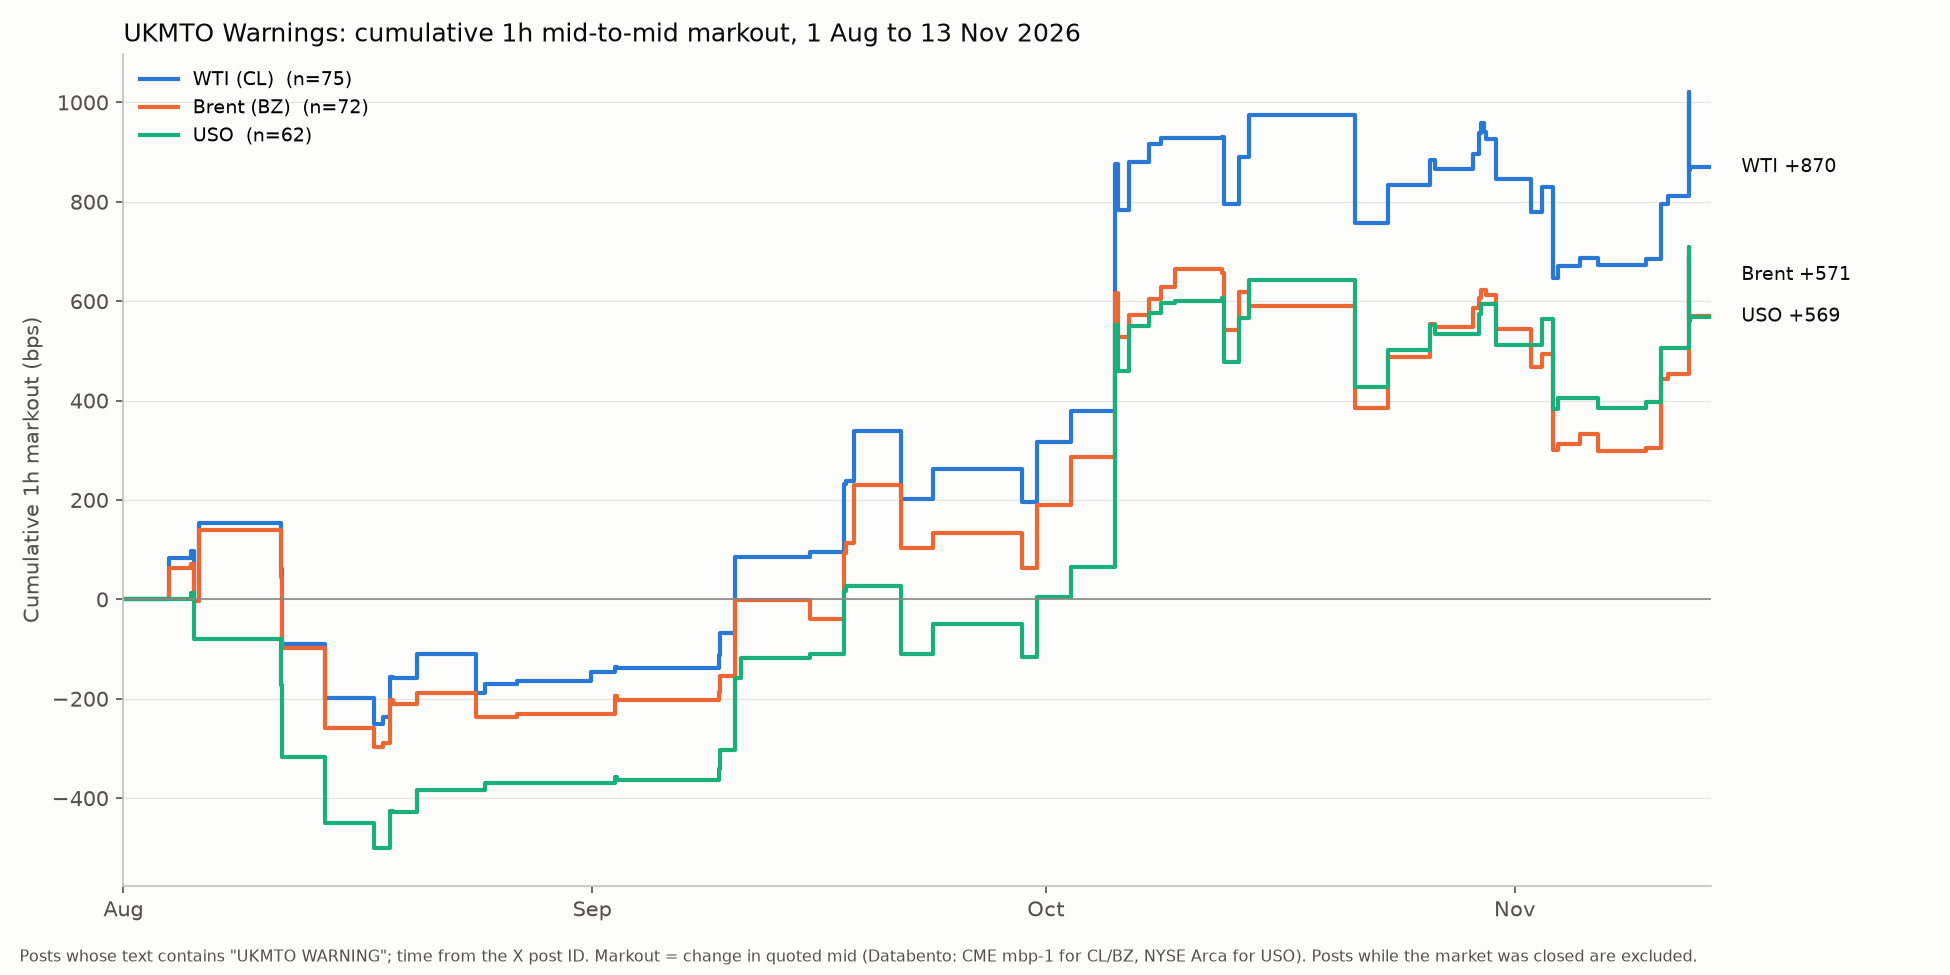 UKMTO Warnings: cumulative 1h mid-to-mid markout, 1 Aug to 13 Nov 2026
WTI (CL) (n=75)
Brent (BZ) (n=72)
USO (n=62)
Cumulative 1h markout (bps)
1000
800
600
400
200
0
−200
−400
WTI +870
Brent +571
USO +569
Aug
Sep
Oct
Nov
Posts whose text contains "UKMTO WARNING"; time from the X post ID. Markout = change in quoted mid (Databento: CME mbp-1 for CL/BZ, NYSE Arca for USO). Posts while the market was closed are excluded.